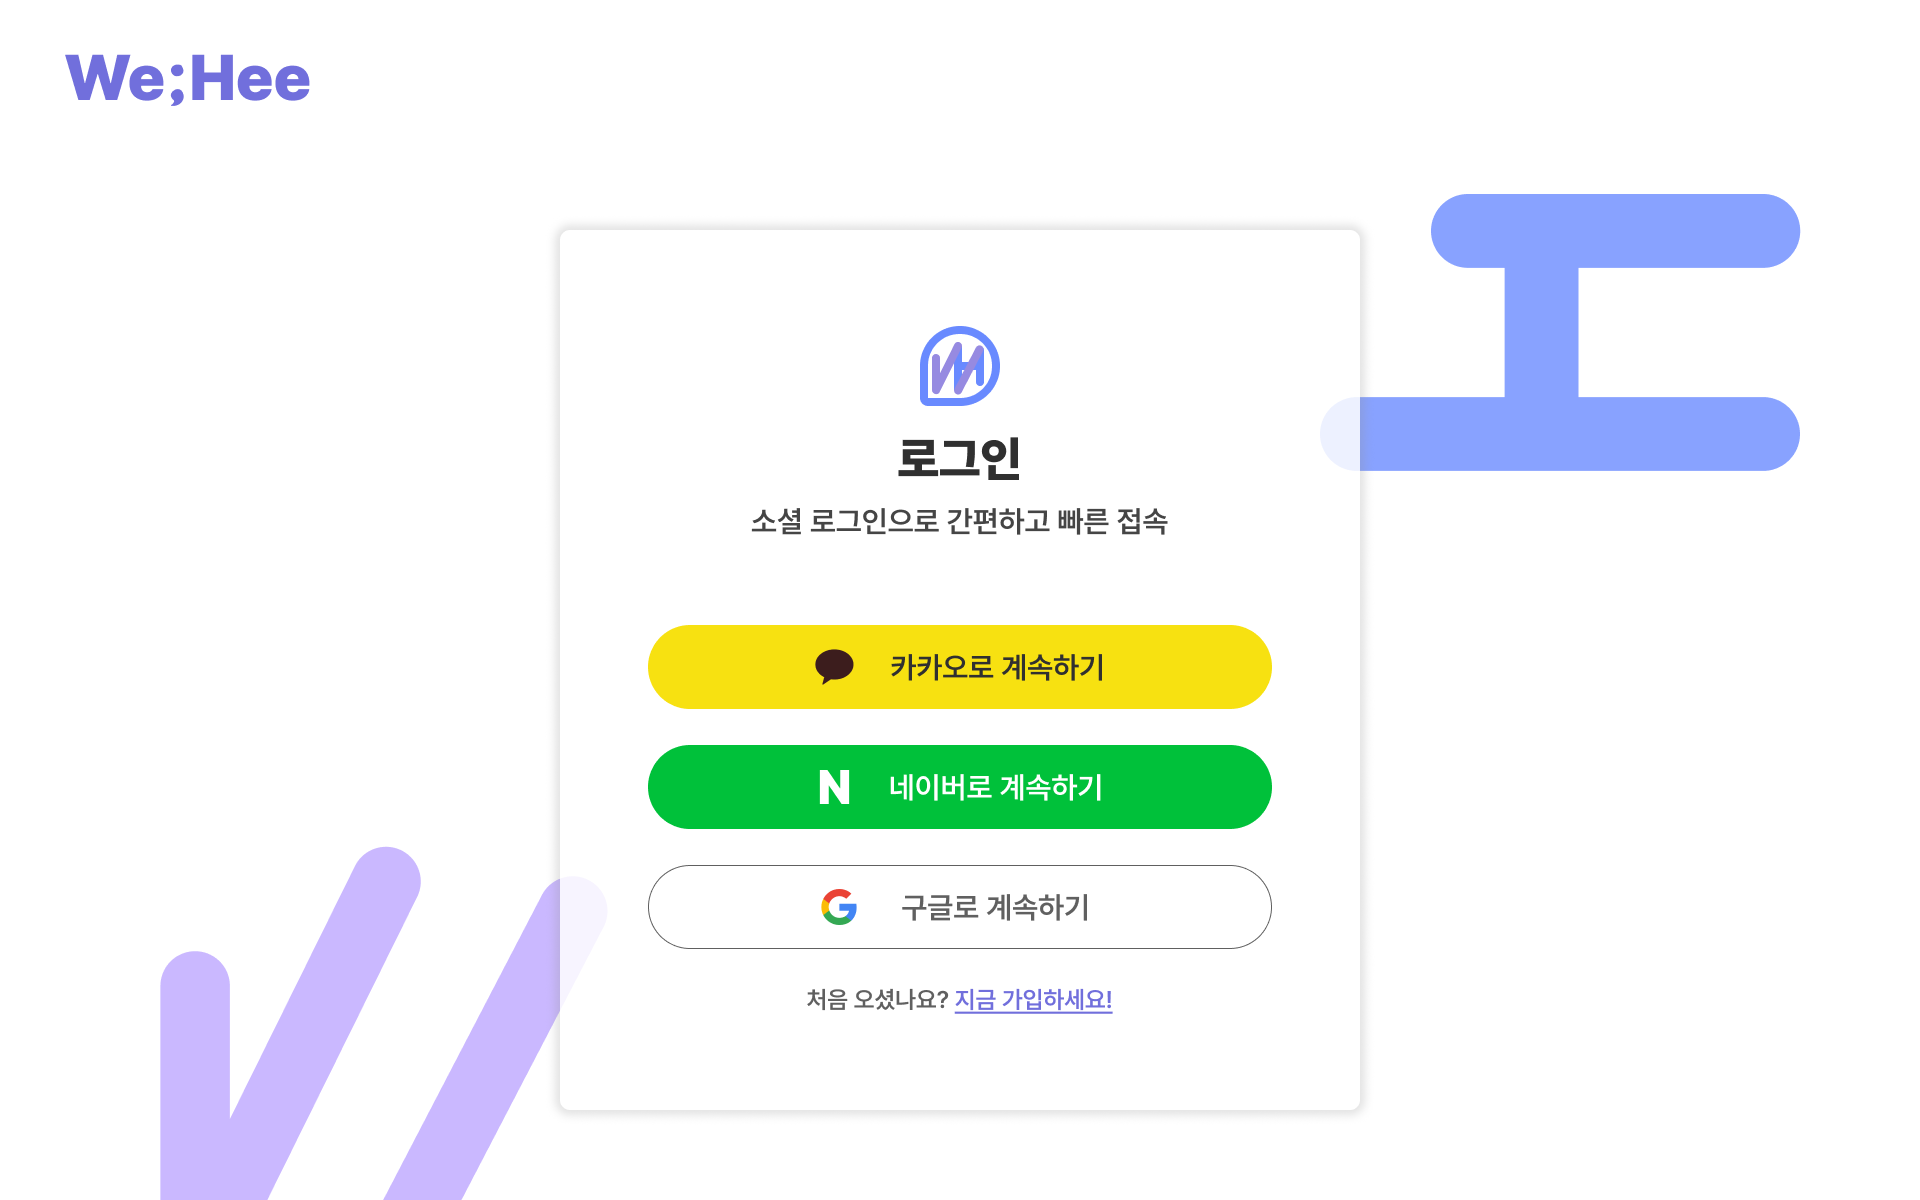 We;Hee
로그인
소셜 로그인으로 간편하고 빠른 접속
카카오로 계속하기
N 네이버로 계속하기
G 구글로 계속하기
처음 오셨나요? 지금 가입하세요!